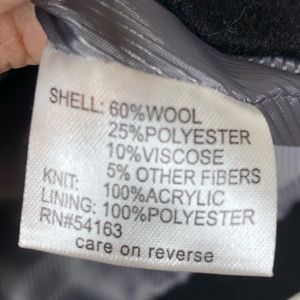 SHELL: 60%WOOL
25%POLYESTER
10%VISCOSE
5% OTHER FIBERS
KNIT: 100%ACRYLIC
LINING: 100%POLYESTER
RN#54163
care on reverse